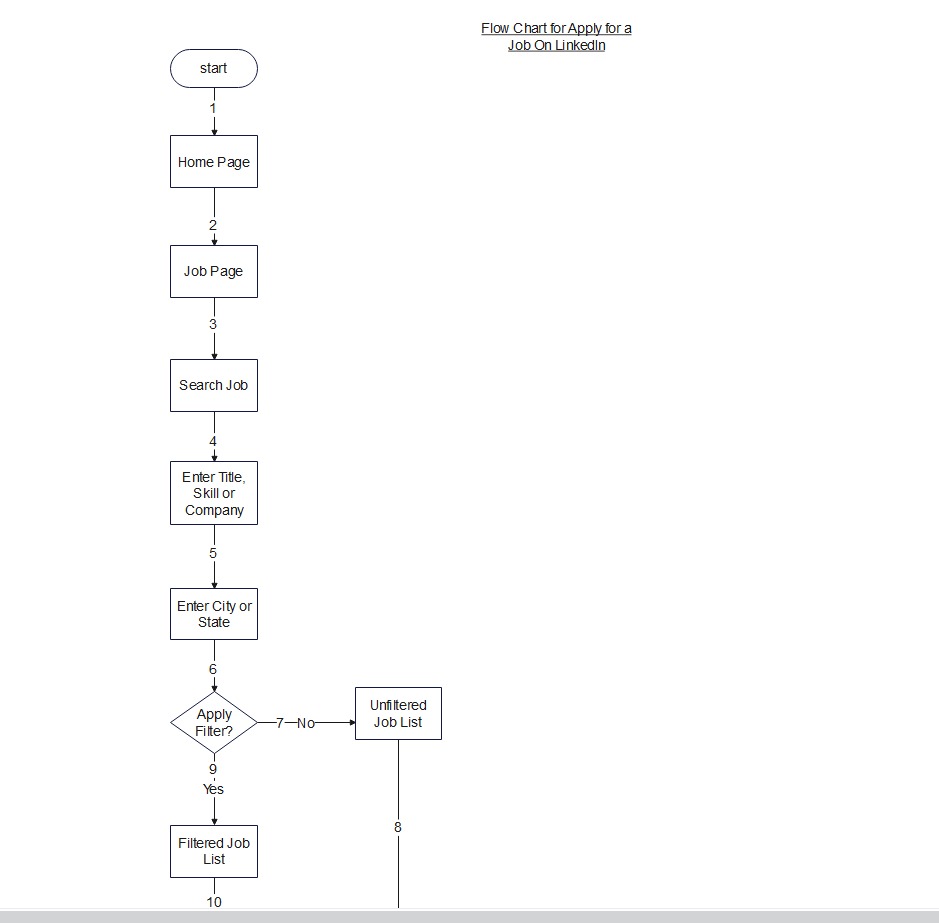 Flow Chart for Apply for a
Job On LinkedIn
start
1
Home Page
2
Job Page
3
Search Job
4
Enter Title,
Skill or
Company
5
Enter City or
State
6
Apply
Filter?
7 No
Unfiltered
Job List
9
Yes
8
Filtered Job
List
10